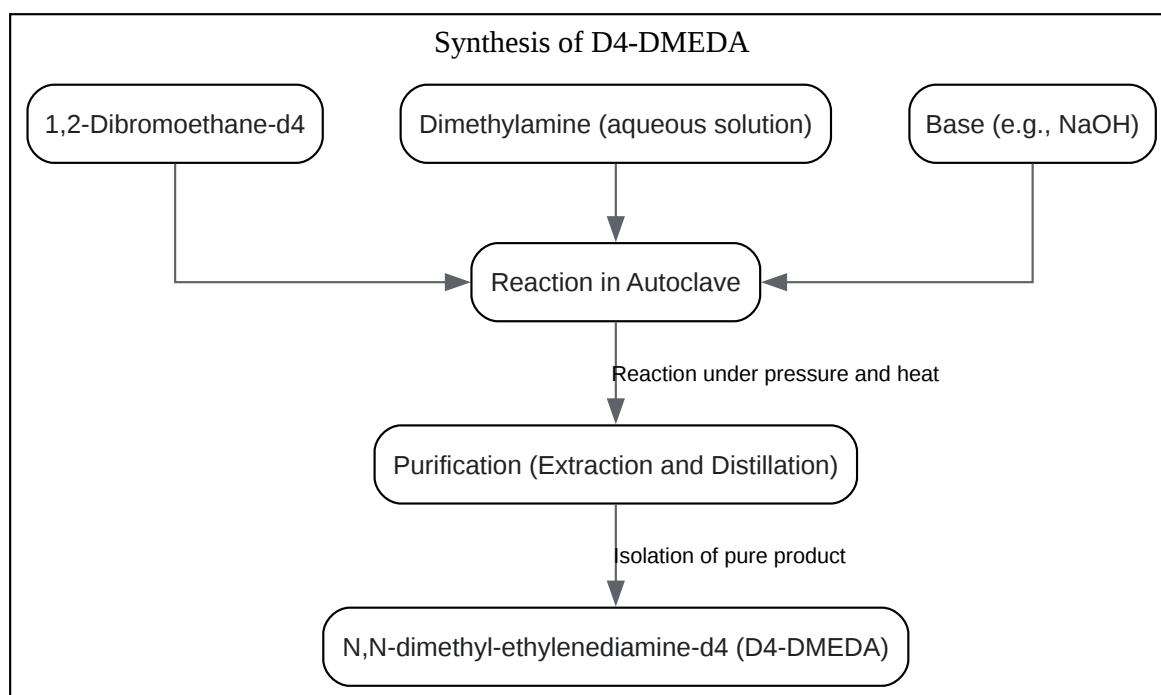 Synthesis of D4-DMEDA
1,2-Dibromoethane-d4
Dimethylamine (aqueous solution)
Base (e.g., NaOH)
Reaction in Autoclave
Reaction under pressure and heat
Purification (Extraction and Distillation)
Isolation of pure product
N,N-dimethyl-ethylenediamine-d4 (D4-DMEDA)